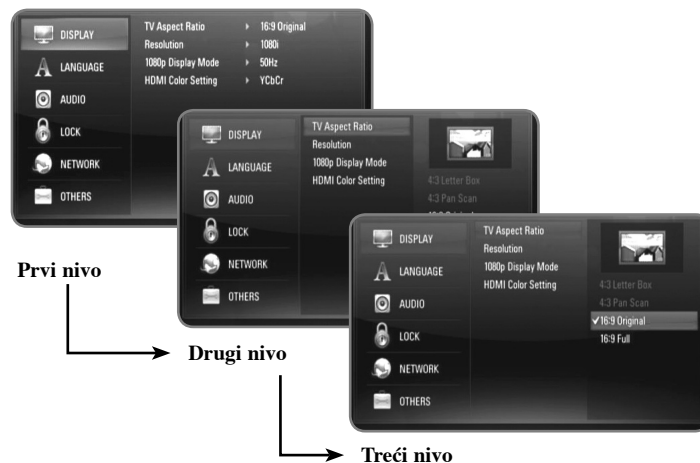 DISPLAY
LANGUAGE
AUDIO
LOCK
NETWORK
OTHERS
TV Aspect Ratio 16:9 Original
Resolution 1080i
1080p Display Mode 50Hz
HDMI Color Setting YCbCr
Prvi nivo
DISPLAY
LANGUAGE
AUDIO
LOCK
NETWORK
OTHERS
TV Aspect Ratio
Resolution
1080p Display Mode
HDMI Color Setting
4:3 Letter Box
4:3 Pan Scan
Drugi nivo
DISPLAY
LANGUAGE
AUDIO
LOCK
NETWORK
OTHERS
TV Aspect Ratio
Resolution
1080p Display Mode
HDMI Color Setting
4:3 Letter Box
4:3 Pan Scan
✓16:9 Original
16:9 Full
Treći nivo